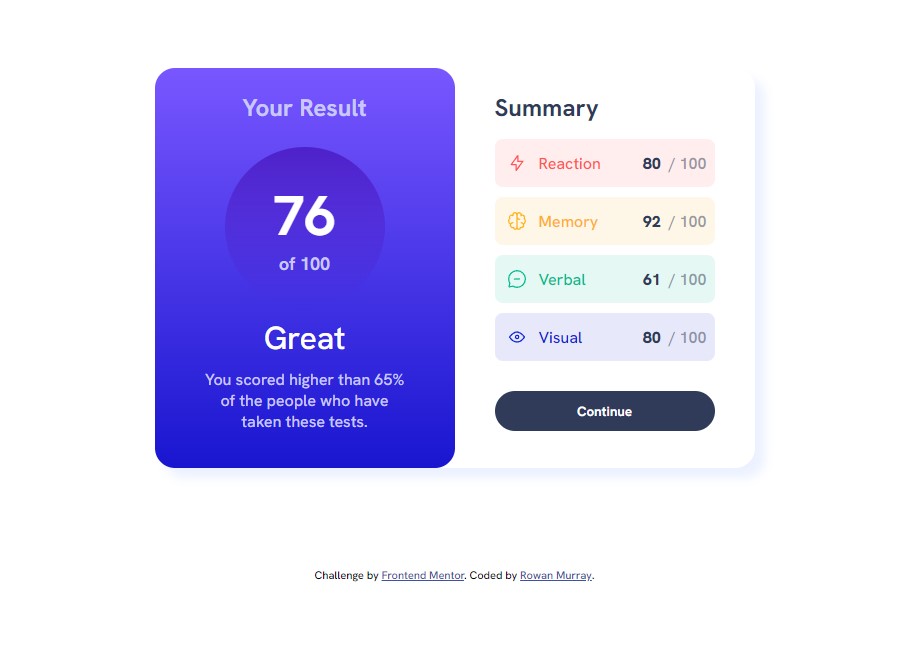 Your Result
76
of 100
Great
You scored higher than 65%
of the people who have
taken these tests.
Summary
Reaction 80 / 100
Memory 92 / 100
Verbal 61 / 100
Visual 80 / 100
Continue
Challenge by Frontend Mentor. Coded by Rowan Murray.